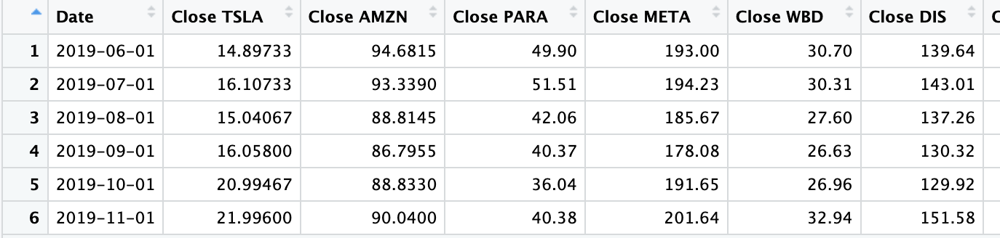 Date Close TSLA Close AMZN Close PARA Close META Close WBD Close DIS C
1 2019-06-01 14.89733 94.6815 49.90 193.00 30.70 139.64
2 2019-07-01 16.10733 93.3390 51.51 194.23 30.31 143.01
3 2019-08-01 15.04067 88.8145 42.06 185.67 27.60 137.26
4 2019-09-01 16.05800 86.7955 40.37 178.08 26.63 130.32
5 2019-10-01 20.99467 88.8330 36.04 191.65 26.96 129.92
6 2019-11-01 21.99600 90.0400 40.38 201.64 32.94 151.58